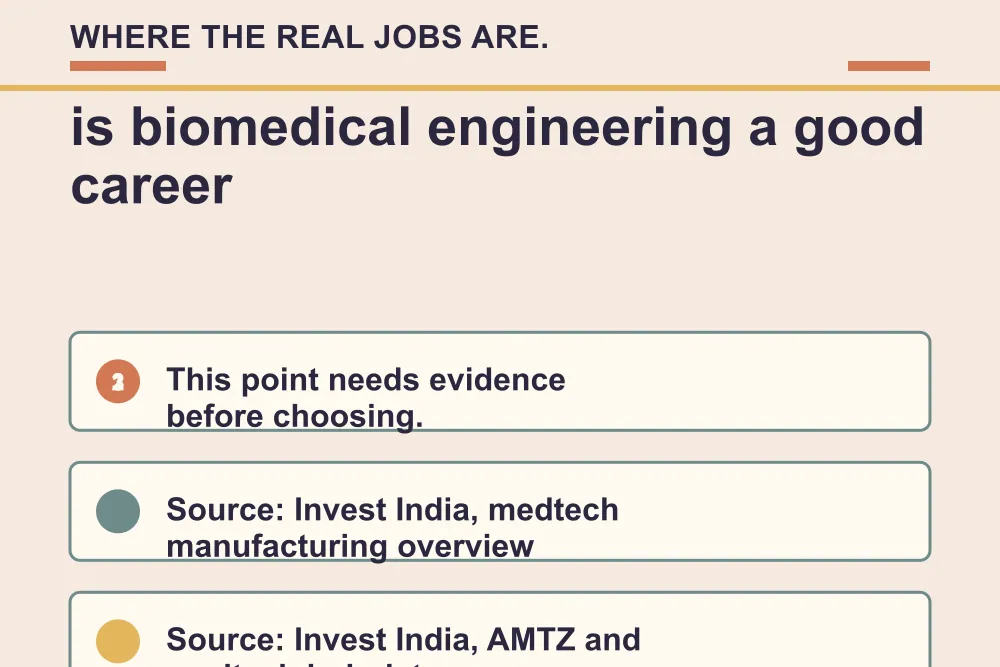 WHERE THE REAL JOBS ARE.
is biomedical engineering a good
career
This point needs evidence
before choosing.
Source: Invest India, medtech
manufacturing overview
Source: Invest India, AMTZ and